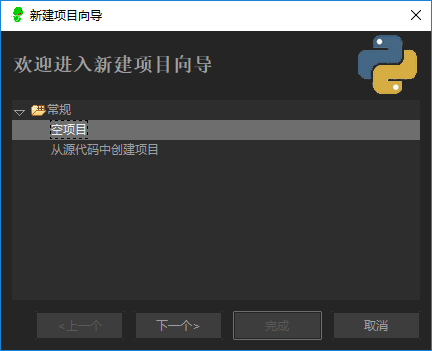 新建项目向导
欢迎进入新建项目向导
常规
空项目
从源代码中创建项目
<上一个
下一个>
完成
取消